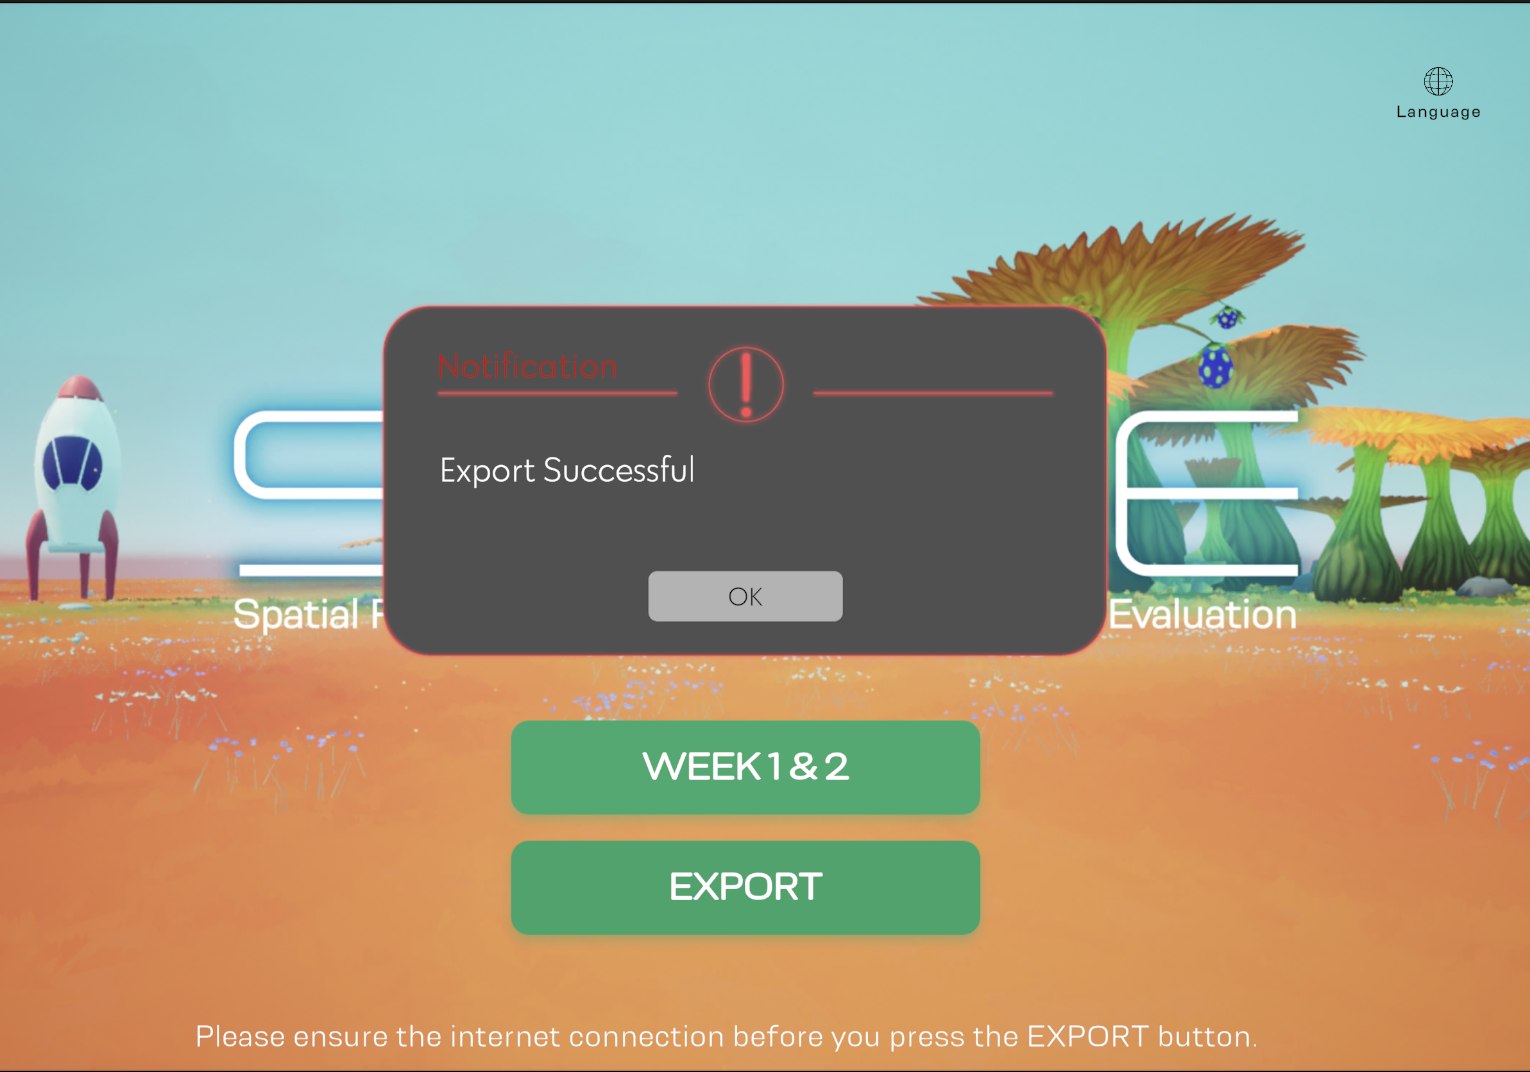 Language
Notification
Export Successful
OK
S E
Spatial Evaluation
WEEK 1 & 2
EXPORT
Please ensure the internet connection before you press the EXPORT button.